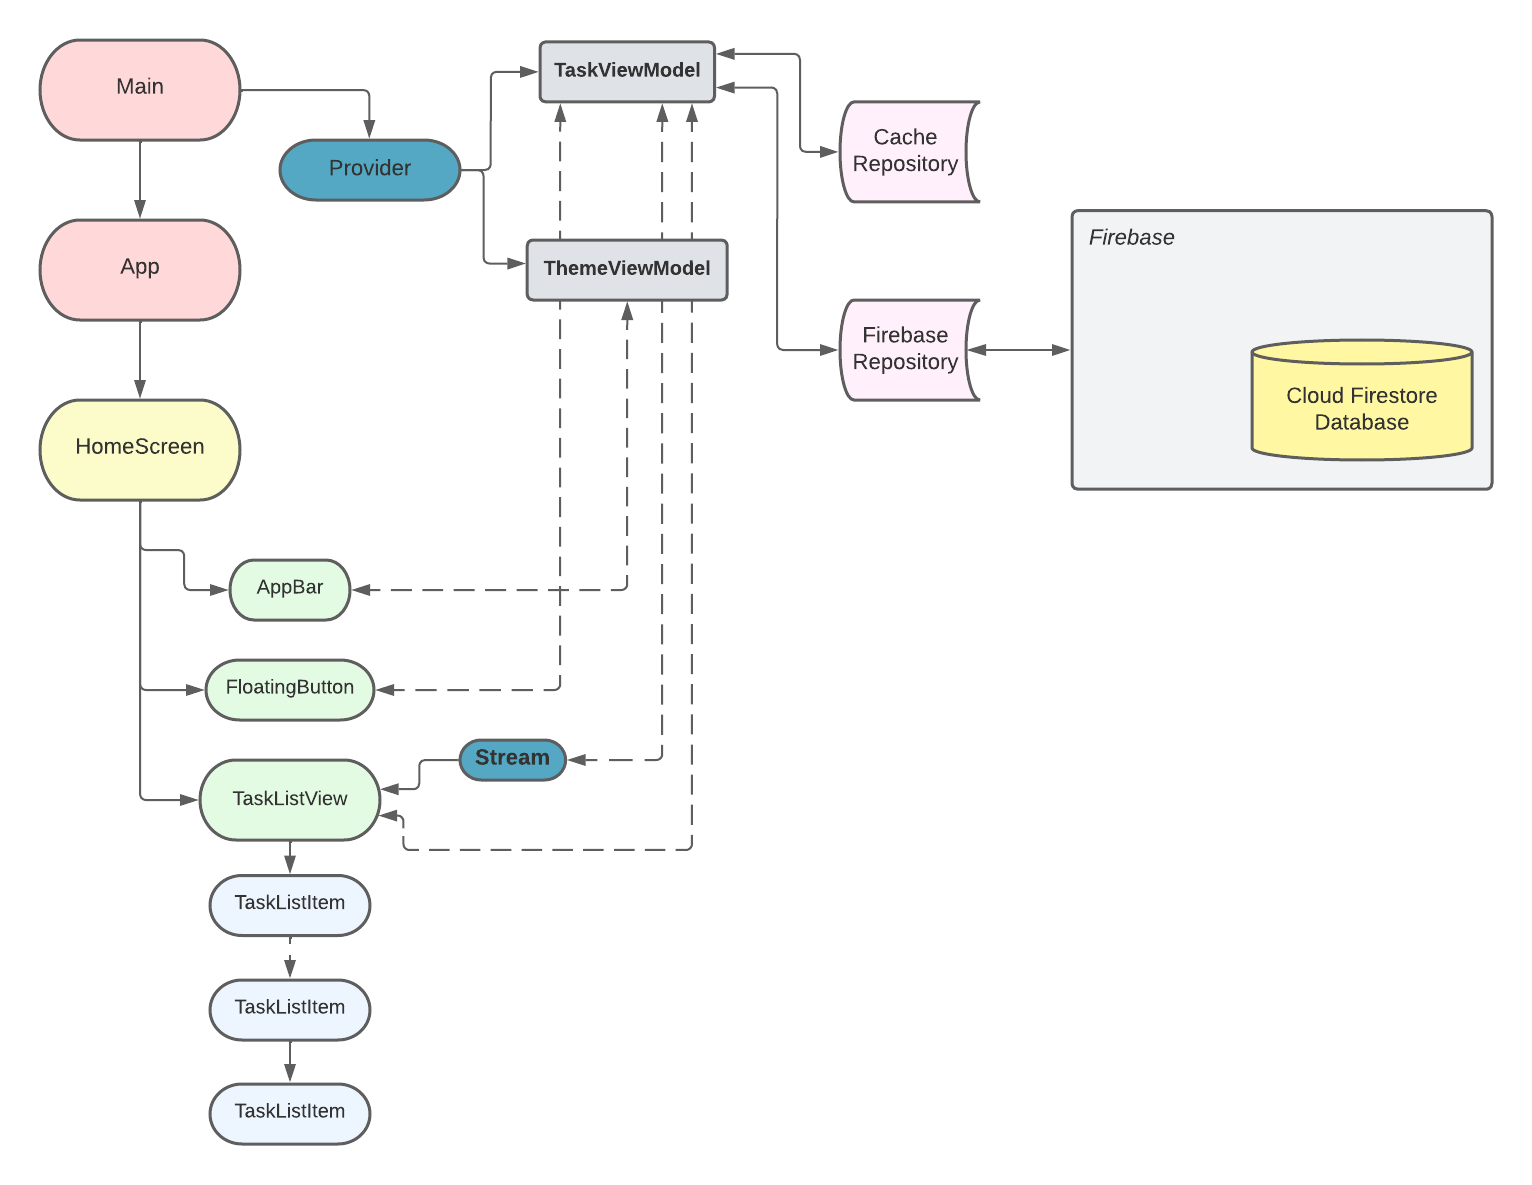 Main
TaskViewModel
Provider
Cache
Repository
Firebase
App
ThemeViewModel
Firebase
Repository
Cloud Firestore
Database
HomeScreen
AppBar
FloatingButton
Stream
TaskListView
TaskListItem
TaskListItem
TaskListItem